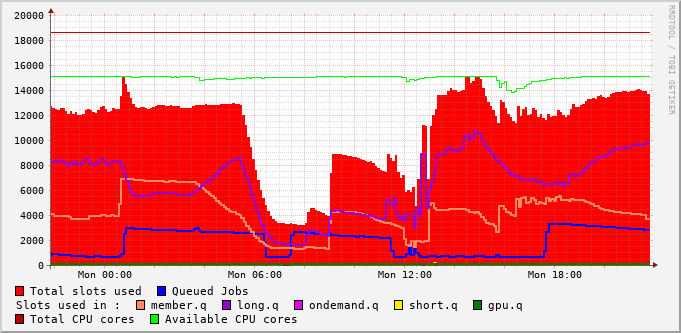 20000
18000
16000
14000
12000
10000
8000
6000
4000
2000
0
Mon 00:00 Mon 06:00 Mon 12:00 Mon 18:00
Total slots used Queued Jobs
Slots used in : member.q long.q ondemand.q short.q gpu.q
Total CPU cores Available CPU cores
RRDTOOL / TOBI OETIKER